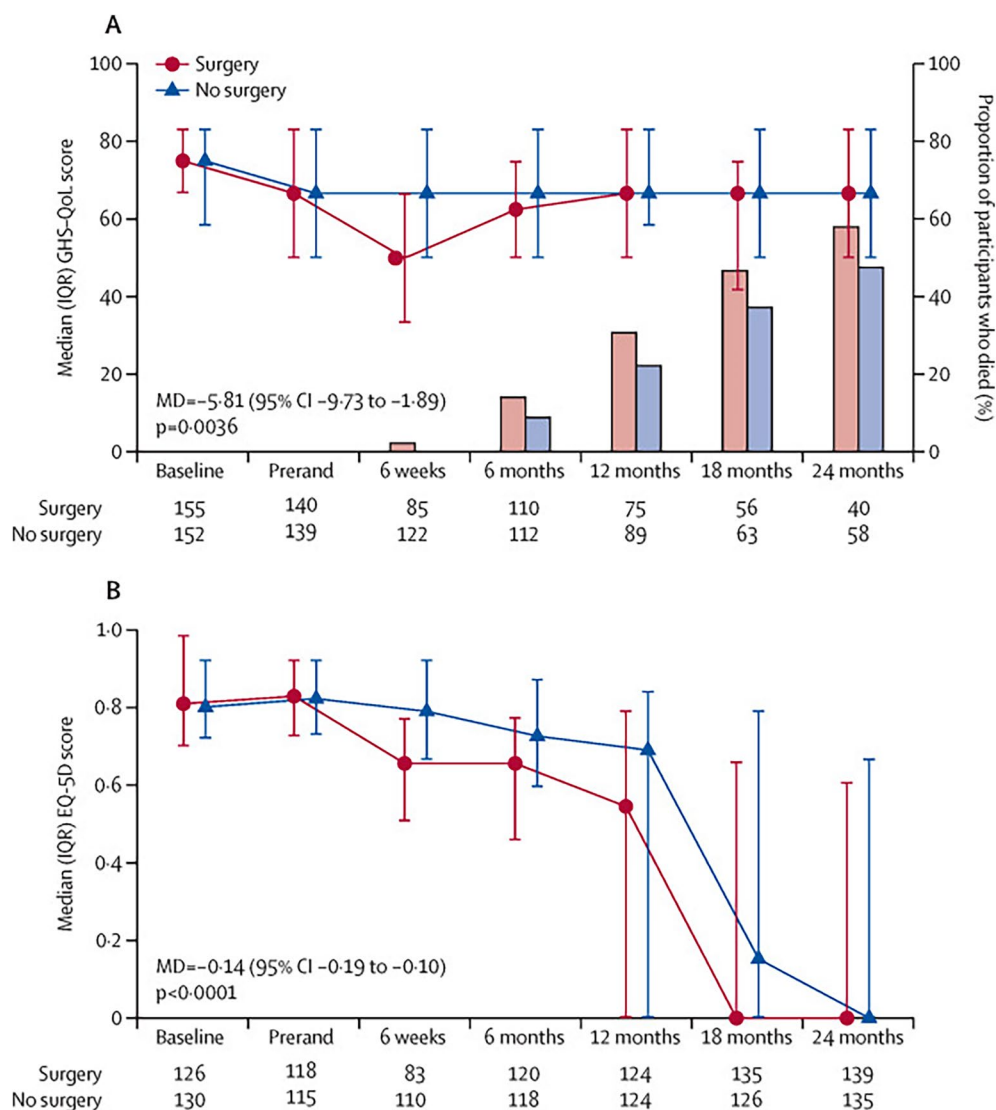 A
Surgery
No surgery
100
80
60
40
20
0
Median (IQR) GHS–QoL score
100
80
60
40
20
0
Proportion of participants who died (%)
MD=–5·81 (95% CI –9·73 to –1·89)
p=0·0036
Baseline Prerand 6 weeks 6 months 12 months 18 months 24 months
Surgery 155 140 85 110 75 56 40
No surgery 152 139 122 112 89 63 58
B
1·0
0·8
0·6
0·4
0·2
0
Median (IQR) EQ-5D score
MD=–0·14 (95% CI –0·19 to –0·10)
p<0·0001
Baseline Prerand 6 weeks 6 months 12 months 18 months 24 months
Surgery 126 118 83 120 124 135 139
No surgery 130 115 110 118 124 126 135